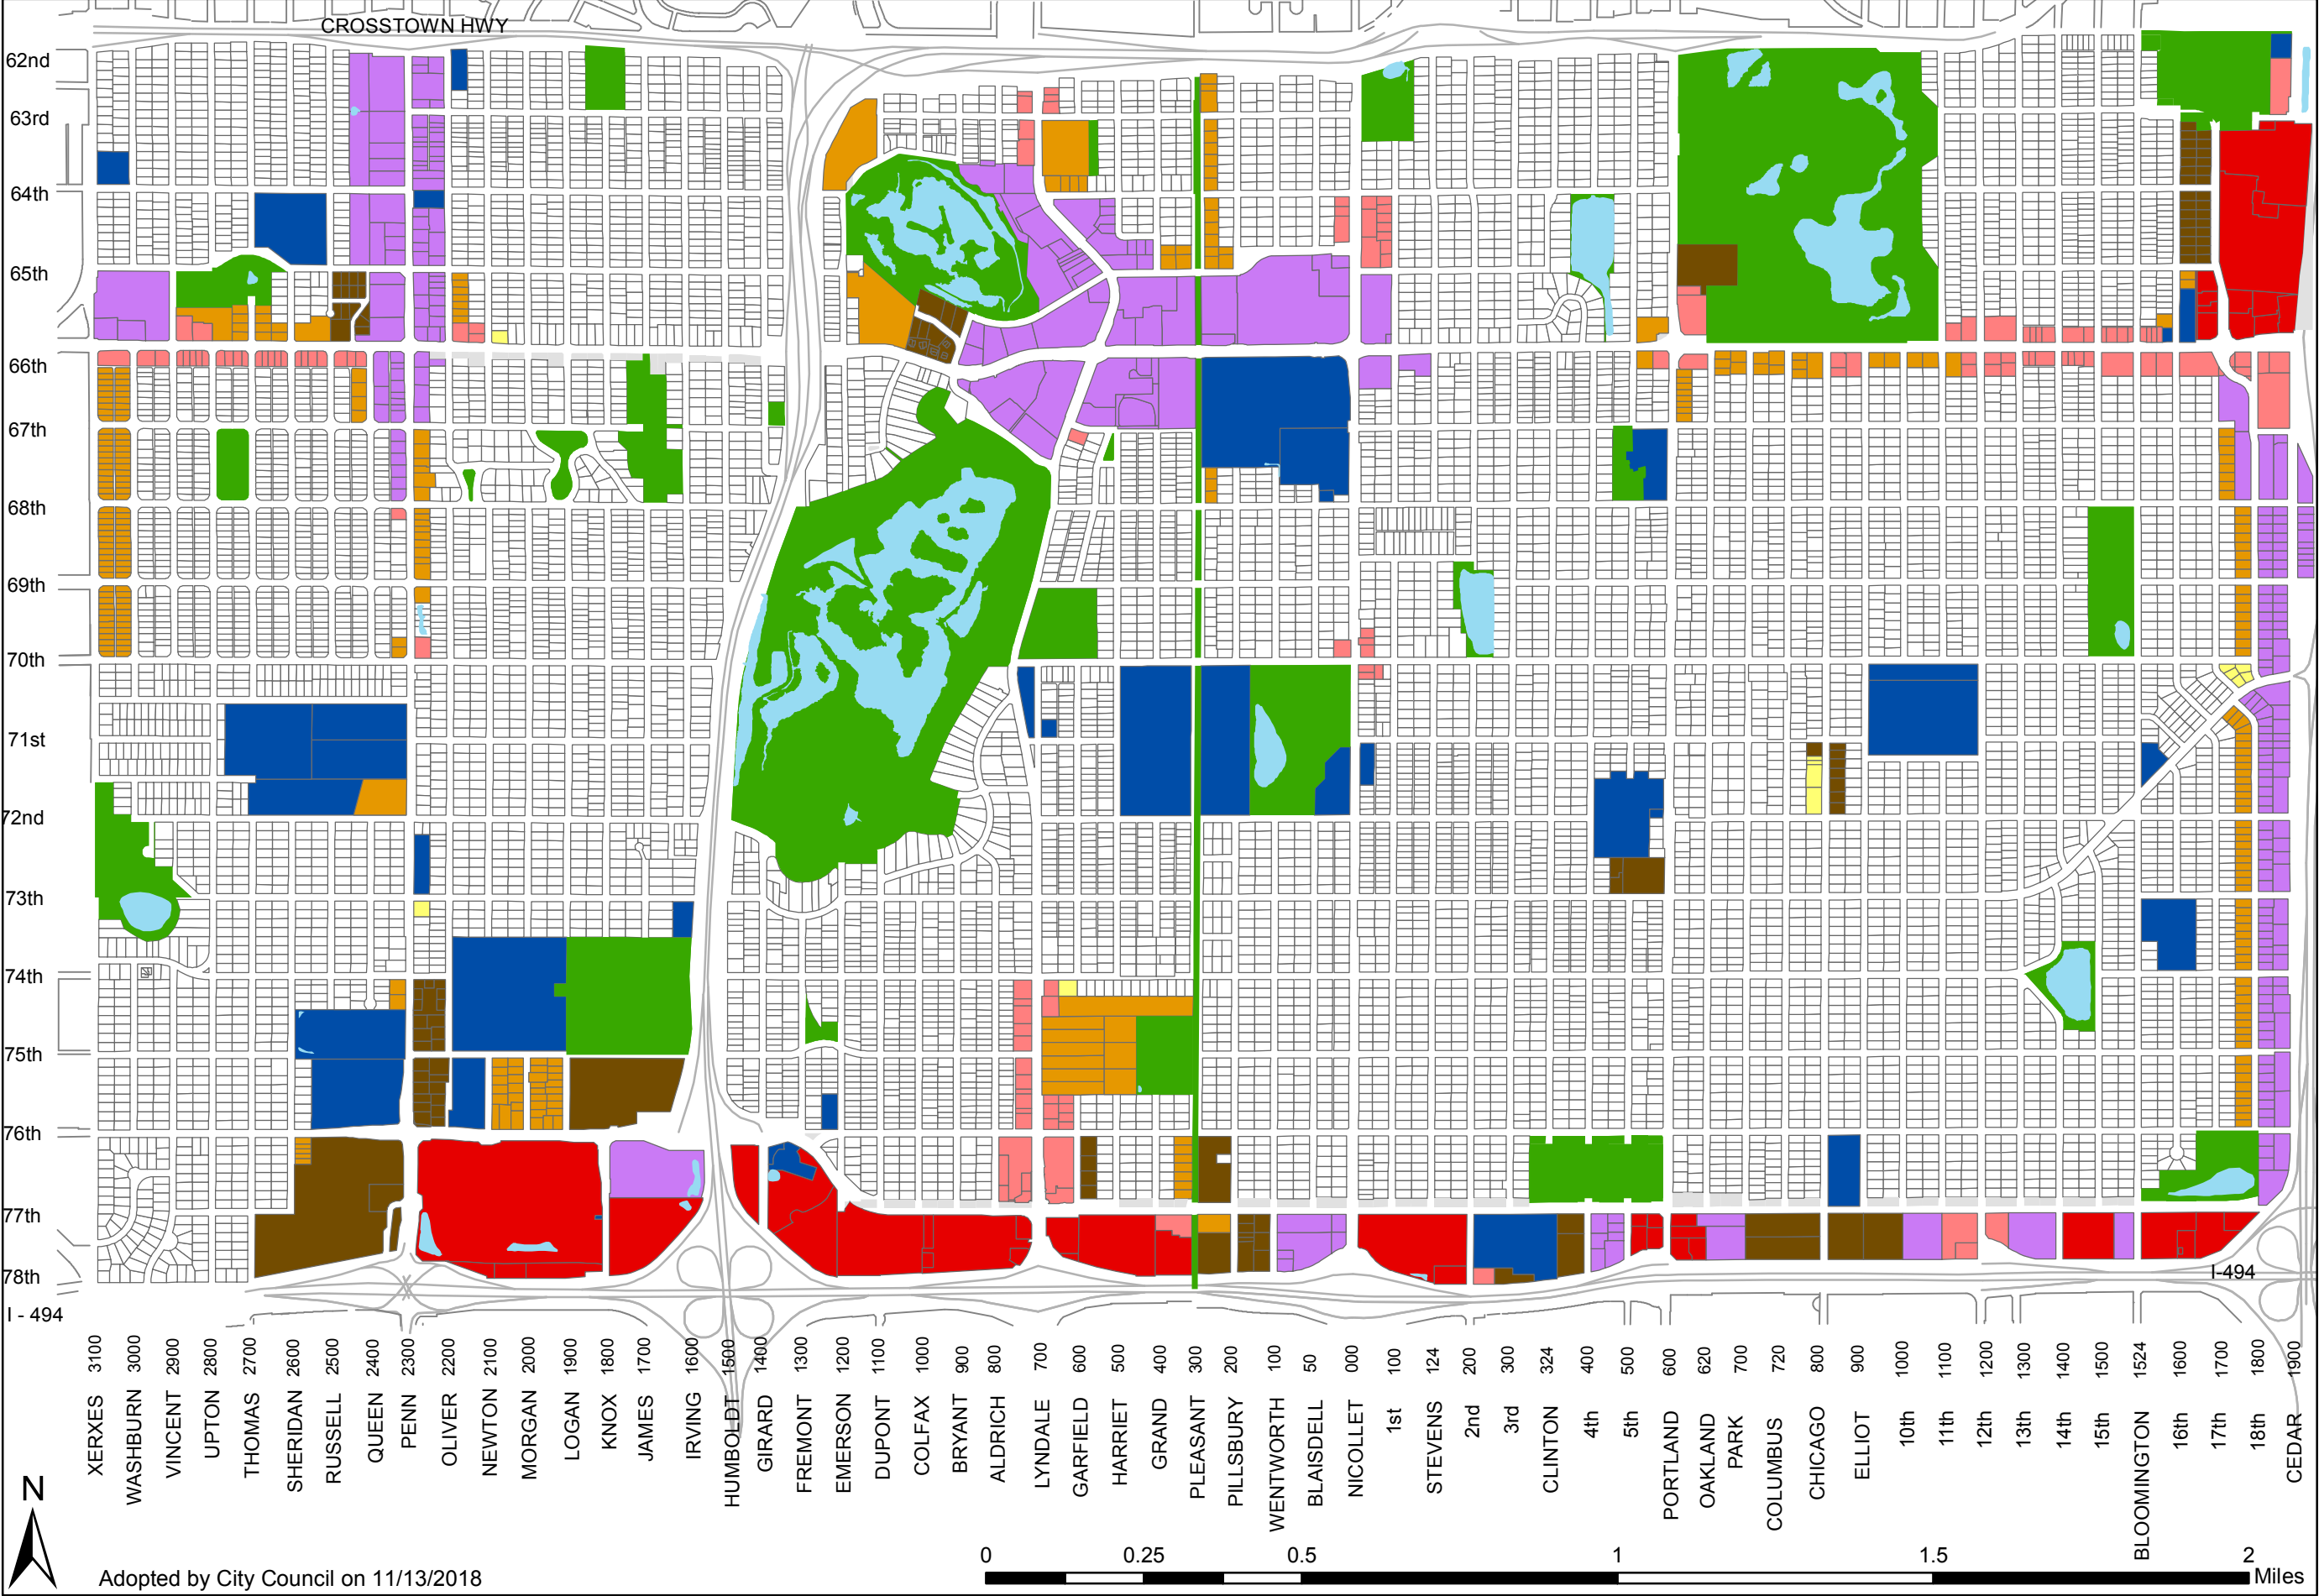 CROSSTOWN HWY
62nd
63rd
64th
65th
66th
67th
68th
69th
70th
71st
72nd
73th
74th
75th
76th
77th
78th
I-494
I - 494
3100 3000 2900 2800 2700 2600 2500 2400 2300 2200 2100 2000 1900 1800 1700 1600 1500 1400 1300 1200 1100 1000 900 800 700 600 500 400 300 200 100 50 000 100 124 200 300 324 400 500 600 620 700 720 800 900 1000 1100 1200 1300 1400 1500 1524 1600 1700 1800 1900
XERXES WASHBURN VINCENT UPTON THOMAS SHERIDAN RUSSELL QUEEN PENN OLIVER NEWTON MORGAN LOGAN KNOX JAMES IRVING HUMBOLDT GIRARD FREMONT EMERSON DUPONT COLFAX BRYANT ALDRICH LYNDALE GARFIELD HARRIET GRAND PLEASANT PILLSBURY WENTWORTH BLAISDELL NICOLLET 1st STEVENS 2nd 3rd CLINTON 4th 5th PORTLAND OAKLAND PARK COLUMBUS CHICAGO ELLIOT 10th 11th 12th 13th 14th 15th BLOOMINGTON 16th 17th 18th CEDAR
N
0 0.25 0.5 1 1.5 2
Miles
Adopted by City Council on 11/13/2018